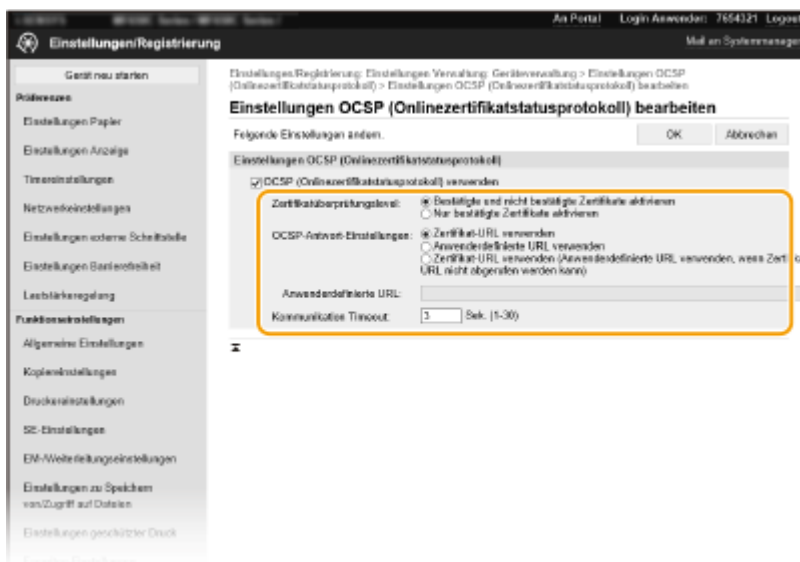 An Portal Login Anwender: 7654321 Logout
Einstellungen/Registrierung
Mail an Systemmanager
Gerät neu starten
Präferenzen
Einstellungen Papier
Einstellungen Anzeige
Timereinstellungen
Netzwerkeinstellungen
Einstellungen externe Schnittstelle
Einstellungen Barrierefreiheit
Lautstärkeregelung
Funktionseinstellungen
Allgemeine Einstellungen
Kopiereinstellungen
Druckereinstellungen
SE-Einstellungen
EM-/Weiterleitungseinstellungen
Einstellungen zu Speichern
von/Zugriff auf Dateien
Einstellungen geschützter Druck
Einstellungen/Registrierung: Einstellungen Verwaltung: Geräteverwaltung > Einstellungen OCSP
(Onlinezertifikatstatusprotokoll) > Einstellungen OCSP (Onlinezertifikatstatusprotokoll) bearbeiten
Einstellungen OCSP (Onlinezertifikatstatusprotokoll) bearbeiten
Folgende Einstellungen ändern.
OK
Abbrechen
Einstellungen OCSP (Onlinezertifikatstatusprotokoll)
OCSP (Onlinezertifikatstatusprotokoll) verwenden
Zertifikatüberprüfungslevel:
Bestätigte und nicht bestätigte Zertifikate aktivieren
Nur bestätigte Zertifikate aktivieren
OCSP-Antwort-Einstellungen:
Zertifikat-URL verwenden
Anwenderdefinierte URL verwenden
Zertifikat-URL verwenden (Anwenderdefinierte URL verwenden, wenn Zertifika
URL nicht abgerufen werden kann)
Anwenderdefinierte URL:
Kommunikation Timeout: 3 Sek. (1-30)